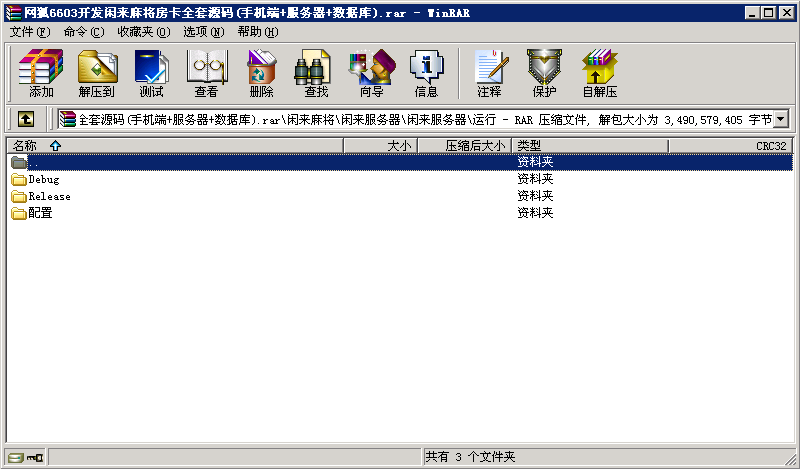 网狐6603开发闲来麻将房卡全套源码(手机端+服务器+数据库).rar - WinRAR
文件(F) 命令(C) 收藏夹(O) 选项(N) 帮助(H)
添加 解压到 测试 查看 删除 查找 向导 信息 注释 保护 自解压
全套源码(手机端+服务器+数据库).rar\闲来麻将\闲来服务器\闲来服务器\运行 - RAR 压缩文件, 解包大小为 3,490,579,405 字节
名称 大小 压缩后大小 类型 CRC32
.. 资料夹
Debug 资料夹
Release 资料夹
配置 资料夹
共有 3 个文件夹